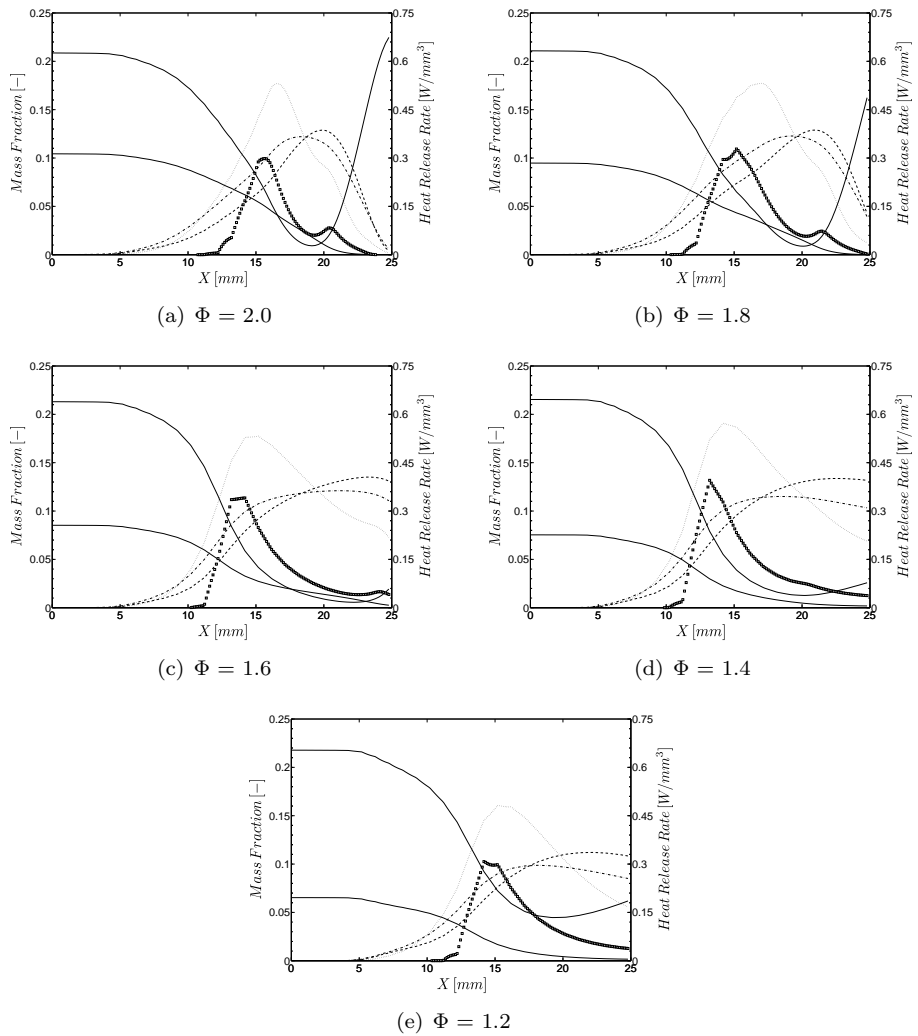 0.25
0.2
0.15
0.1
0.05
0
Mass Fraction [−]
0.75
0.6
0.45
0.3
0.15
0
Heat Release Rate [W/mm³]
0 5 10 15 20 25
X [mm]
(a) Φ = 2.0
0.25
0.2
0.15
0.1
0.05
0
Mass Fraction [−]
0.75
0.6
0.45
0.3
0.15
0
Heat Release Rate [W/mm³]
0 5 10 15 20 25
X [mm]
(b) Φ = 1.8
0.25
0.2
0.15
0.1
0.05
0
Mass Fraction [−]
0.75
0.6
0.45
0.3
0.15
0
Heat Release Rate [W/mm³]
0 5 10 15 20 25
X [mm]
(c) Φ = 1.6
0.25
0.2
0.15
0.1
0.05
0
Mass Fraction [−]
0.75
0.6
0.45
0.3
0.15
0
Heat Release Rate [W/mm³]
0 5 10 15 20 25
X [mm]
(d) Φ = 1.4
0.25
0.2
0.15
0.1
0.05
0
Mass Fraction [−]
0.75
0.6
0.45
0.3
0.15
0
Heat Release Rate [W/mm³]
0 5 10 15 20 25
X [mm]
(e) Φ = 1.2